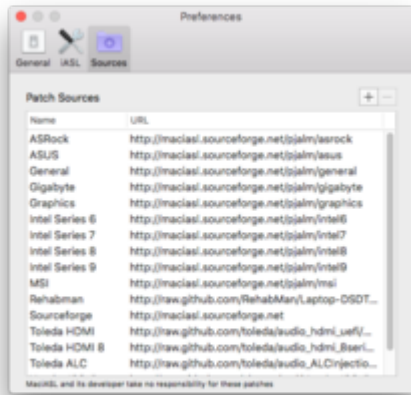 Preferences
General iASL Sources
Patch Sources
Name URL
ASRock http://maciasl.sourceforge.net/pjalm/asrock
ASUS http://maciasl.sourceforge.net/pjalm/asus
General http://maciasl.sourceforge.net/pjalm/general
Gigabyte http://maciasl.sourceforge.net/pjalm/gigabyte
Graphics http://maciasl.sourceforge.net/pjalm/graphics
Intel Series 6 http://maciasl.sourceforge.net/pjalm/intel6
Intel Series 7 http://maciasl.sourceforge.net/pjalm/intel7
Intel Series 8 http://maciasl.sourceforge.net/pjalm/intel8
Intel Series 9 http://maciasl.sourceforge.net/pjalm/intel9
MSI http://maciasl.sourceforge.net/pjalm/msi
Rehabman http://raw.github.com/RehabMan/Laptop-DSDT...
Sourceforge http://maciasl.sourceforge.net
Toleda HDMI http://raw.github.com/toleda/audio_hdmi_uefi/...
Toleda HDMI 8 http://raw.github.com/toleda/audio_hdmi_8seri...
Toleda ALC http://raw.github.com/toleda/audio_ALCInjectio...
MaciASL and its developer take no responsibility for these patches